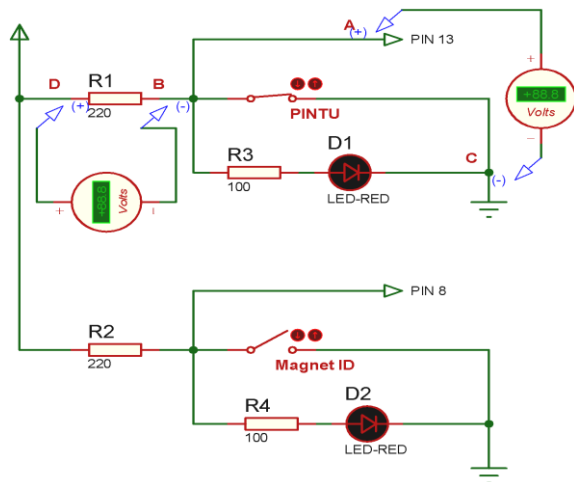 A
(+)
PIN 13
D
R1
B
(+)
(-)
220
PINTU
+
+88.8
Volts
-
R3
D1
C
100
LED-RED
(-)
+
+88.8
Volts
-
PIN 8
R2
220
Magnet ID
R4
D2
100
LED-RED